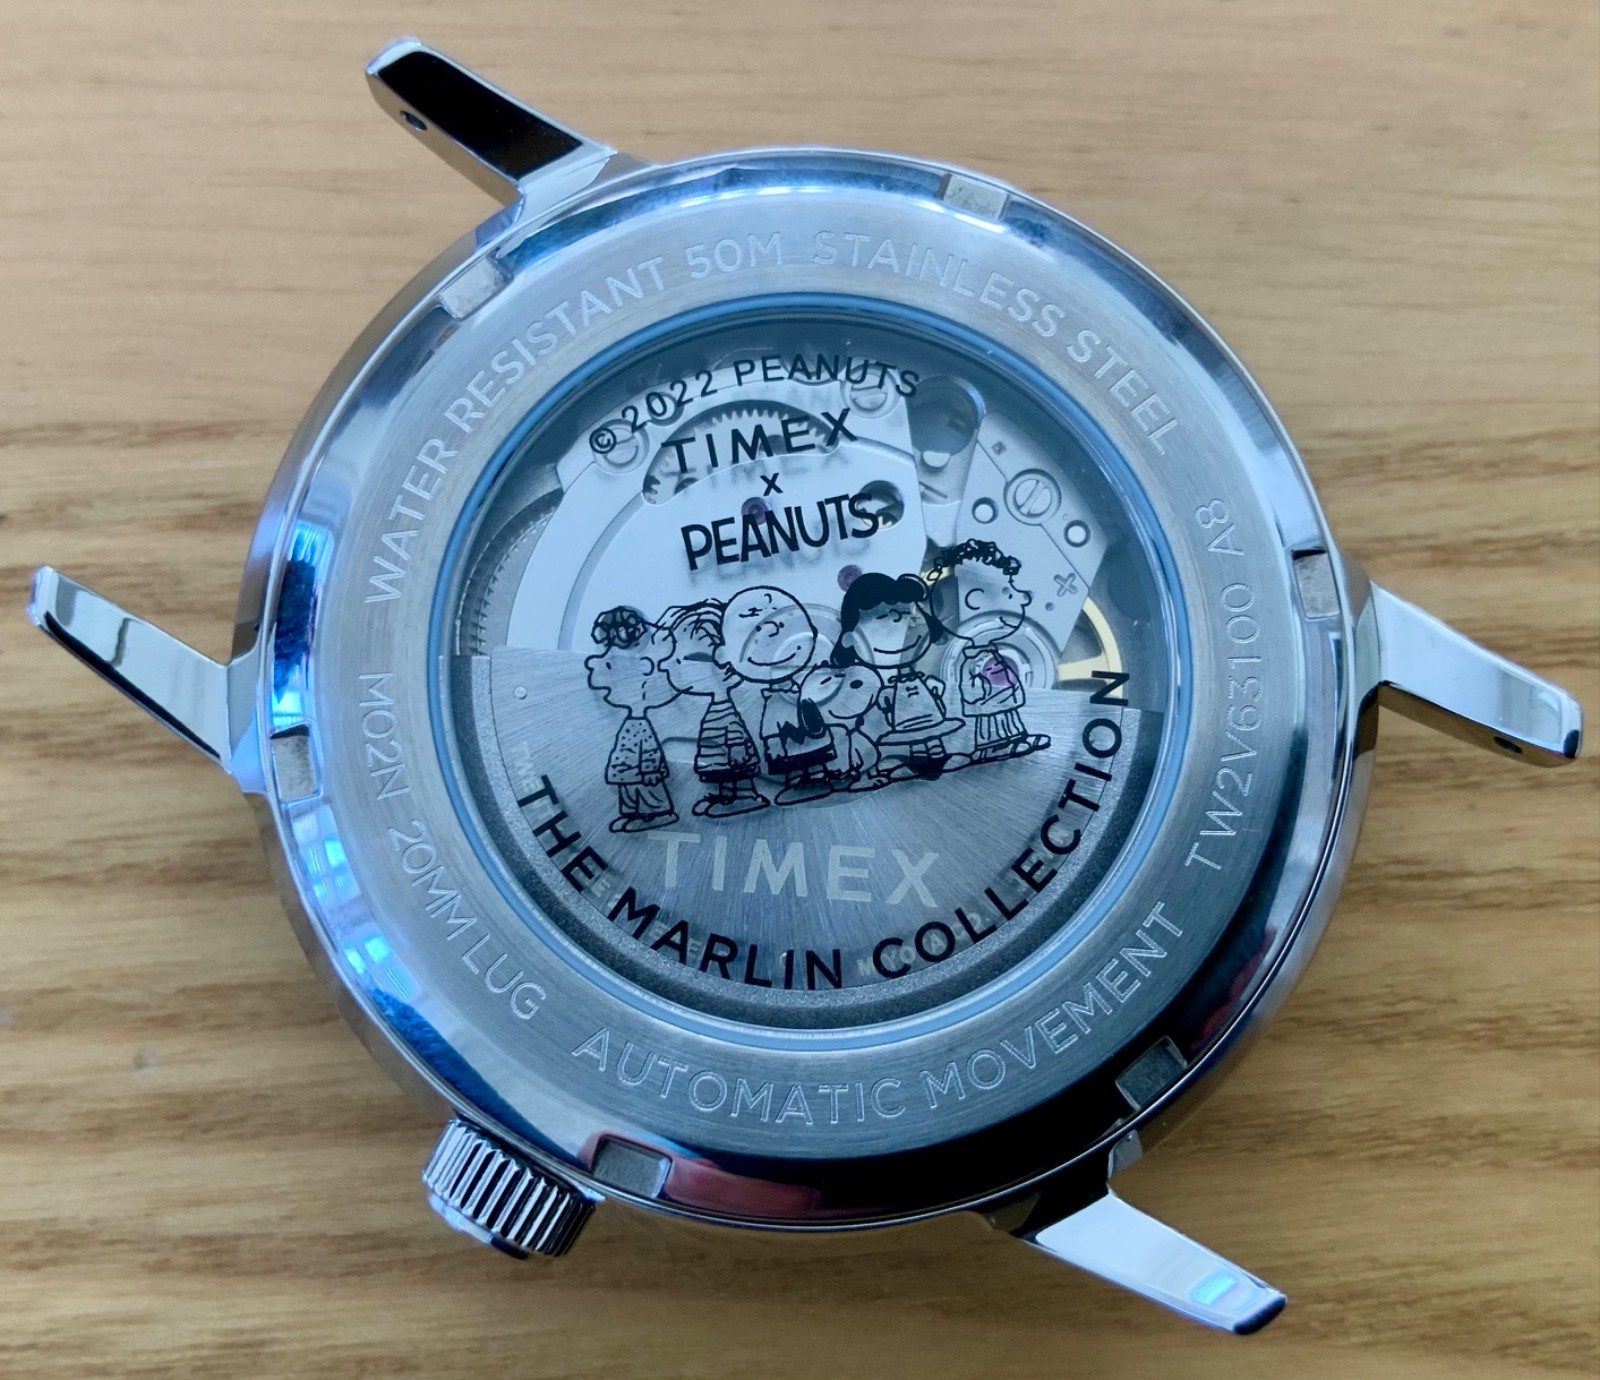 WATER RESISTANT 50M STAINLESS STEEL
TW2V63100 A8
AUTOMATIC MOVEMENT
20MM LUG
MO2N
© 2022 PEANUTS
TIMEX
x
PEANUTS
TIMEX
THE MARLIN COLLECTION